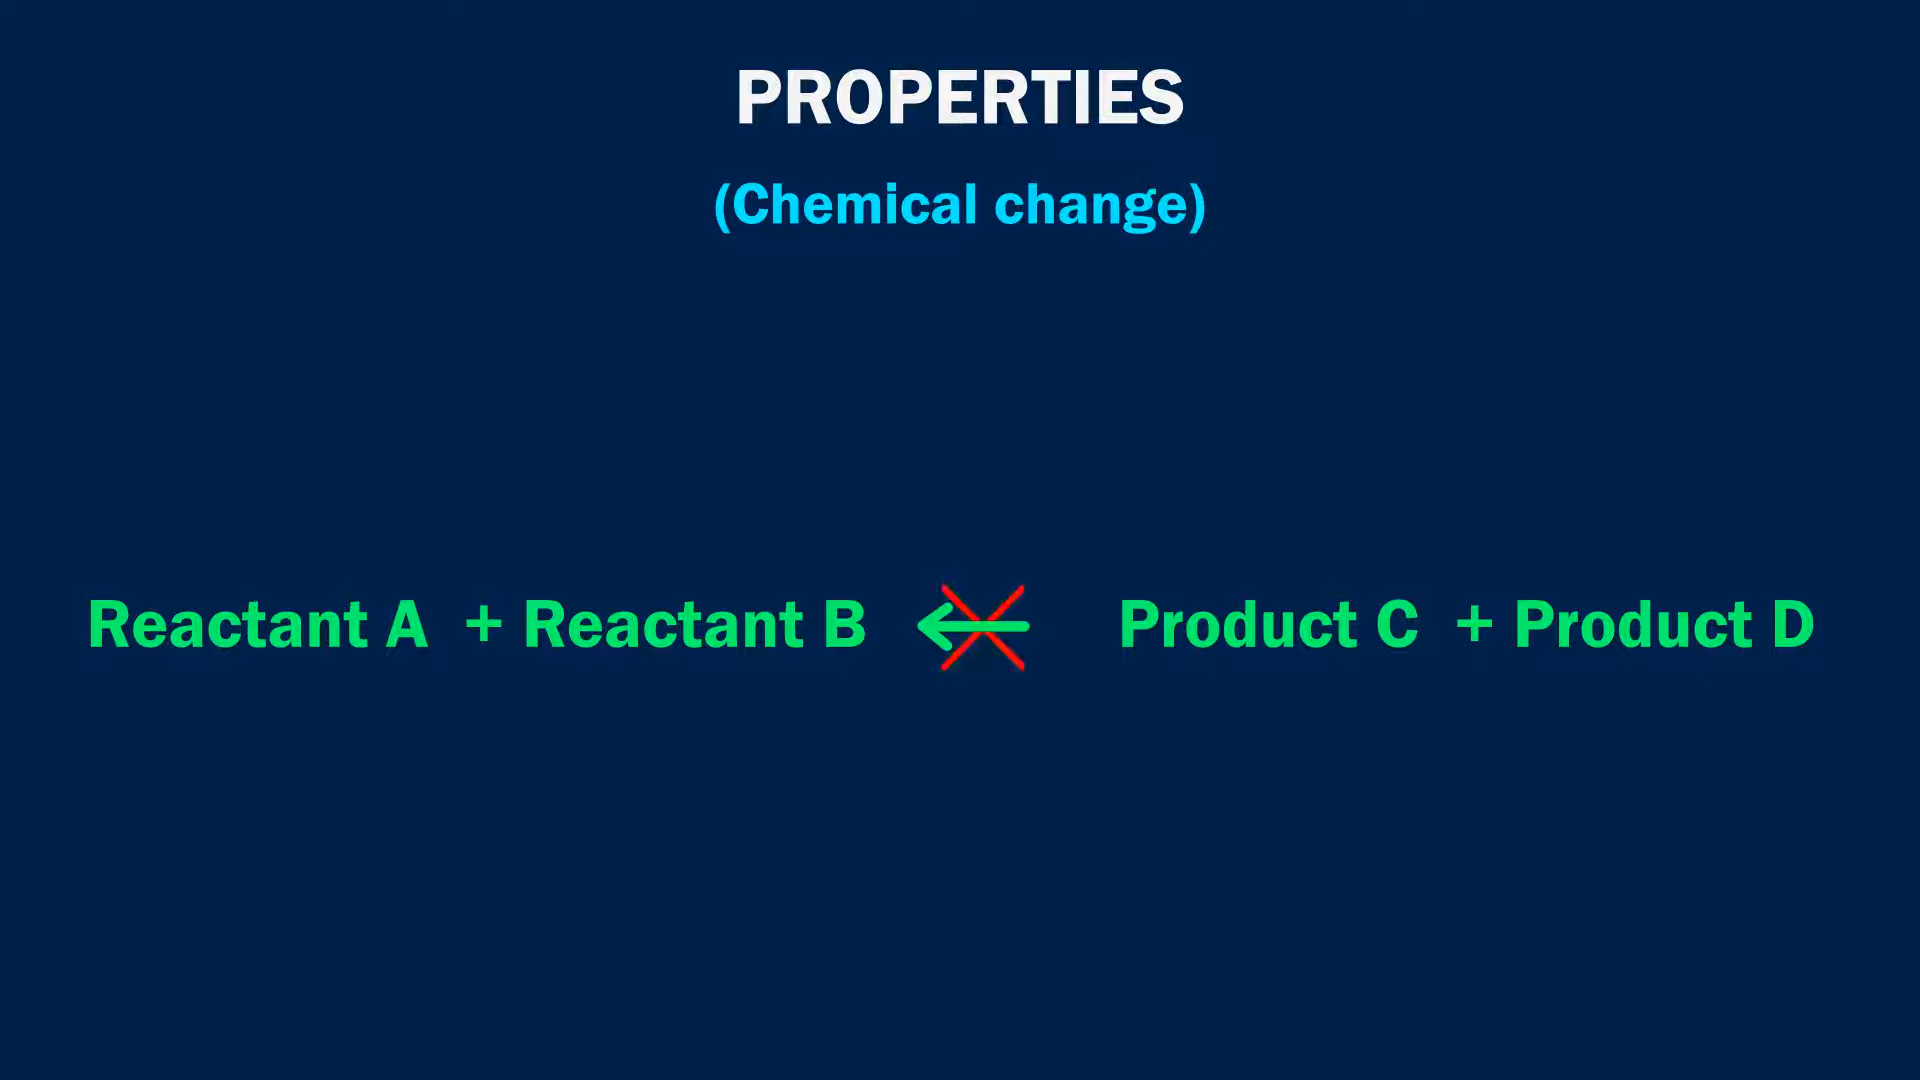 PROPERTIES
(Chemical change)
Reactant A + Reactant B Product C + Product D